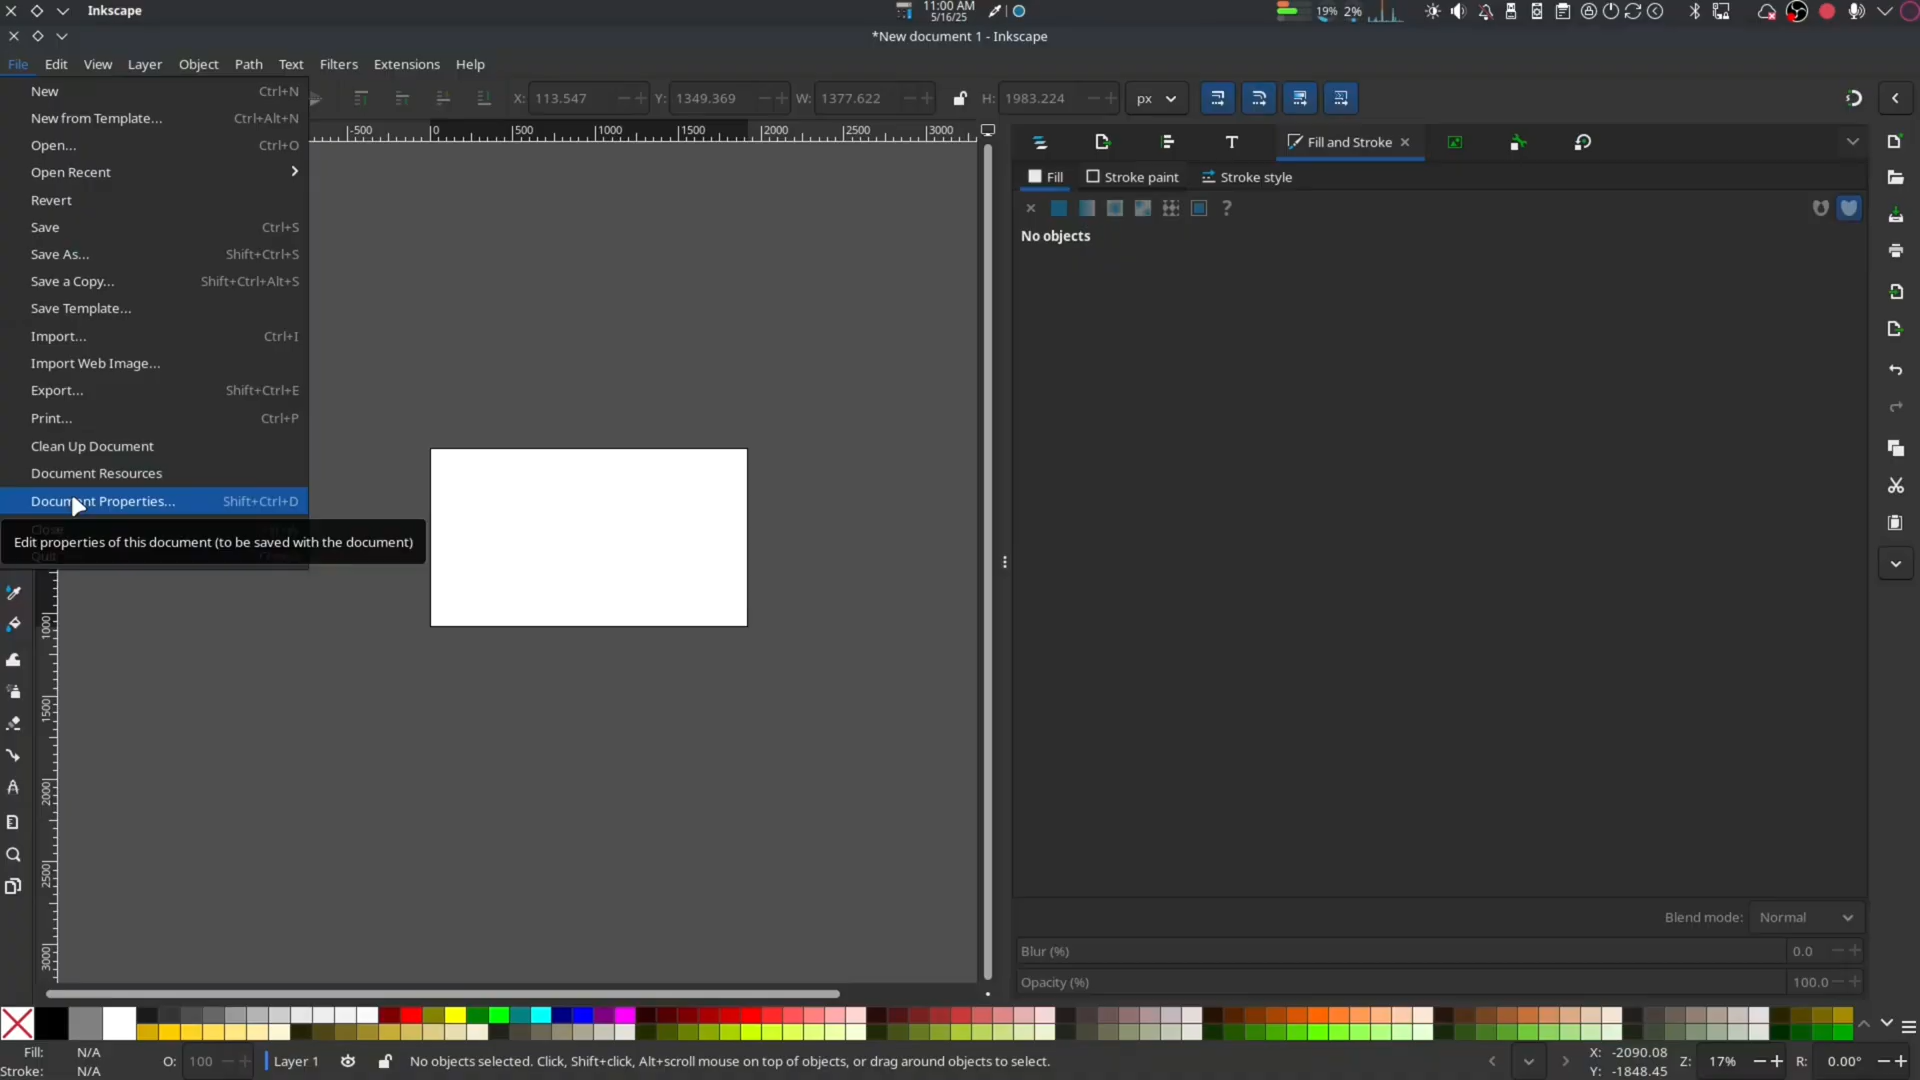 Inkscape
11:00 AM
5/16/25
19% 2%
*New document 1 - Inkscape
File Edit View Layer Object Path Text Filters Extensions Help
X: 113.547 Y: 1349.369 W: 1377.622 H: 1983.224 px
New Ctrl+N
New from Template... Ctrl+Alt+N
Open... Ctrl+O
Open Recent
Revert
Save Ctrl+S
Save As... Shift+Ctrl+S
Save a Copy... Shift+Ctrl+Alt+S
Save Template...
Import... Ctrl+I
Import Web Image...
Export... Shift+Ctrl+E
Print... Ctrl+P
Clean Up Document
Document Resources
Document Properties... Shift+Ctrl+D
Close
Quit
Edit properties of this document (to be saved with the document)
-500 0 500 1000 1500 2000 2500 3000
1000
1500
2000
2500
3000
Fill and Stroke
Fill Stroke paint Stroke style
No objects
Blend mode: Normal
Blur (%) 0.0
Opacity (%) 100.0
Fill: N/A
Stroke: N/A
O: 100
Layer 1
No objects selected. Click, Shift+click, Alt+scroll mouse on top of objects, or drag around objects to select.
X: -2090.08
Y: -1848.45
Z: 17%
R: 0.00°